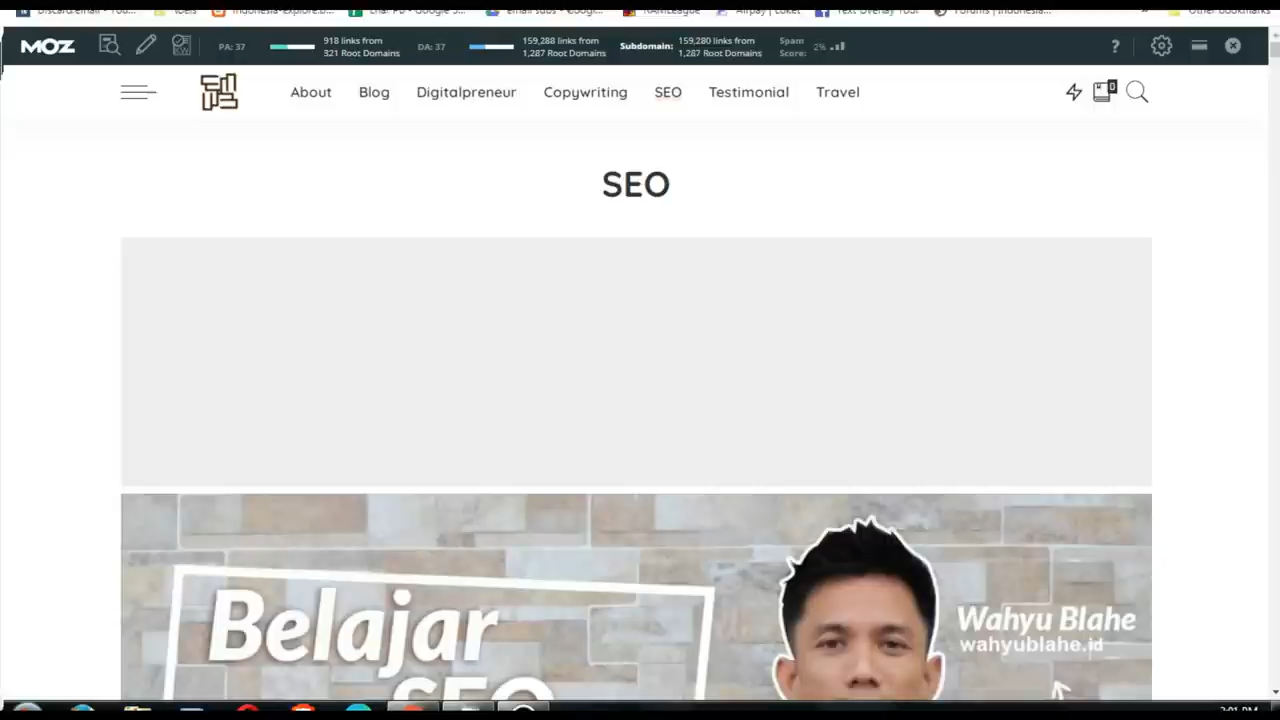 MOZ
PA: 37
918 links from
321 Root Domains
DA: 37
159,288 links from
1,287 Root Domains
Subdomain:
159,280 links from
1,287 Root Domains
Spam
Score:
2%
?
About Blog Digitalpreneur Copywriting SEO Testimonial Travel
0
SEO
Belajar
SEO
Wahyu Blahe
wahyublahe.id